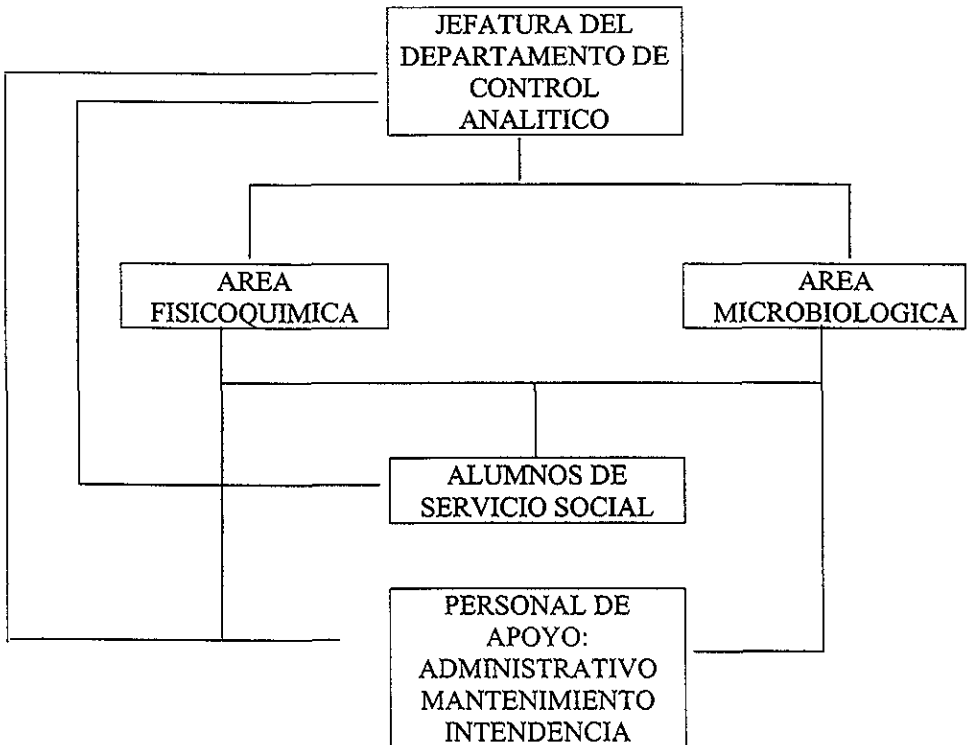 JEFATURA DEL
DEPARTAMENTO DE
CONTROL
ANALITICO
AREA
FISICOQUIMICA
AREA
MICROBIOLOGICA
ALUMNOS DE
SERVICIO SOCIAL
PERSONAL DE
APOYO:
ADMINISTRATIVO
MANTENIMIENTO
INTENDENCIA